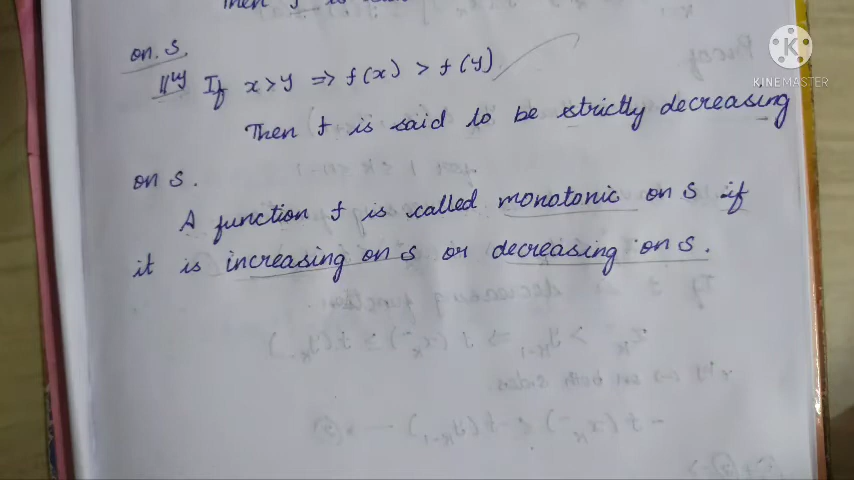 on S.
||ly If x>y => f(x) > f(y)
Then f is said to be strictly decreasing
on S.
A function f is called monotonic on S if
it is increasing on S or decreasing on S.
K
KINEMASTER